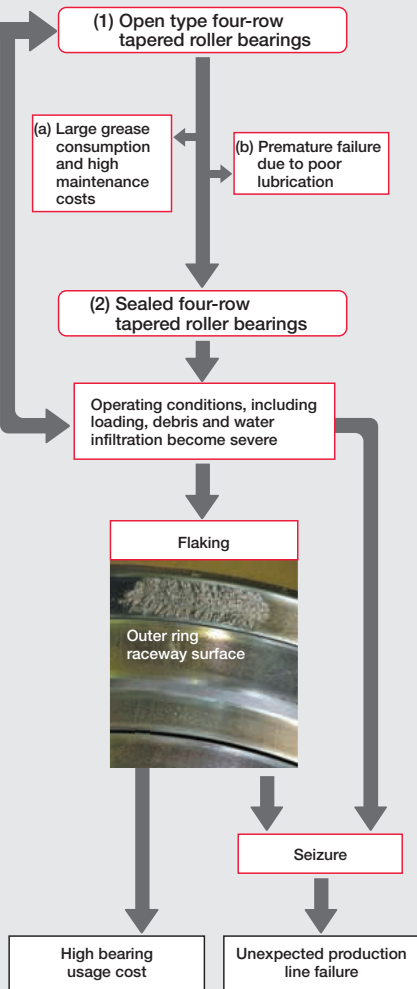 (1) Open type four-row
tapered roller bearings
(a) Large grease
consumption
and high
maintenance
costs
(b) Premature failure
due to poor
lubrication
(2) Sealed four-row
tapered roller bearings
Operating conditions, including
loading, debris and water
infiltration become severe
Flaking
Outer ring
raceway surface
Seizure
High bearing
usage cost
Unexpected production
line failure